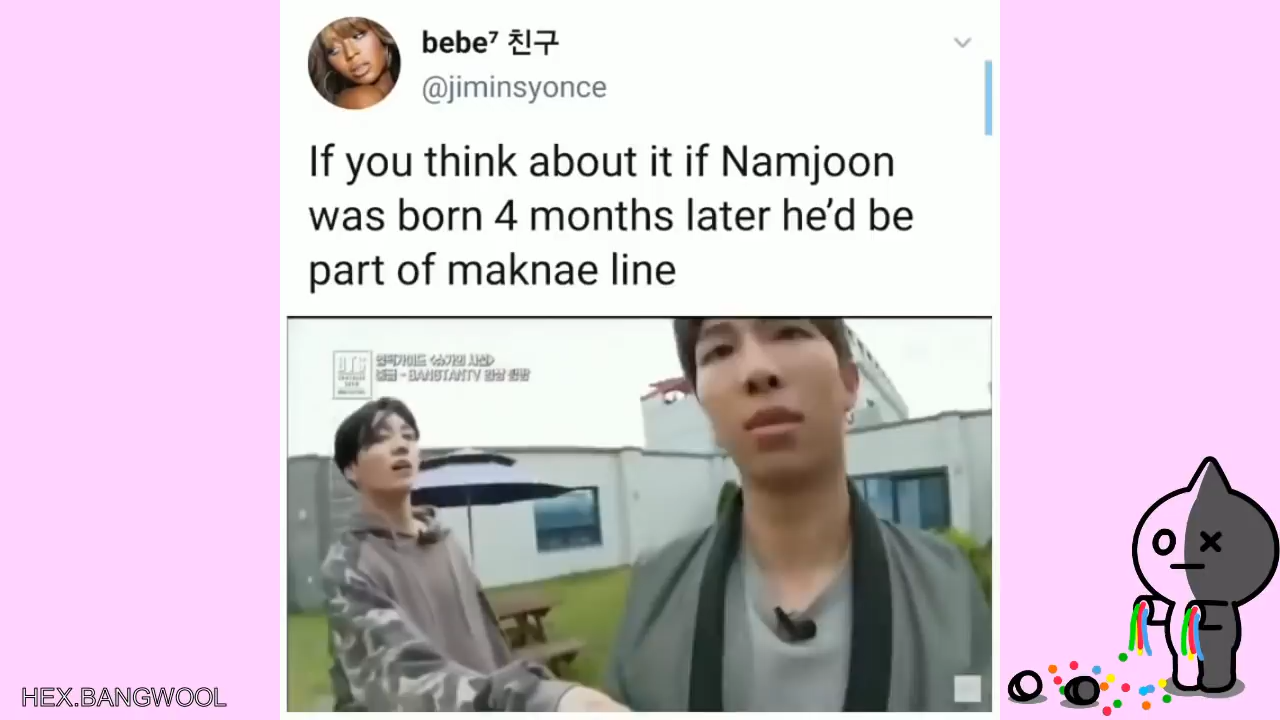 bebe⁷ 친구
@jiminsyonce
If you think about it if Namjoon
was born 4 months later he’d be
part of maknae line
HEX.BANGWOOL